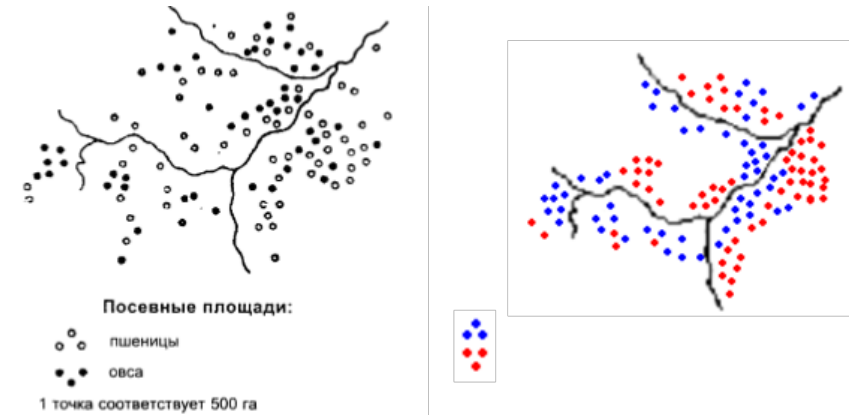 Посевные площади:
пшеницы
овса
1 точка соответствует 500 га